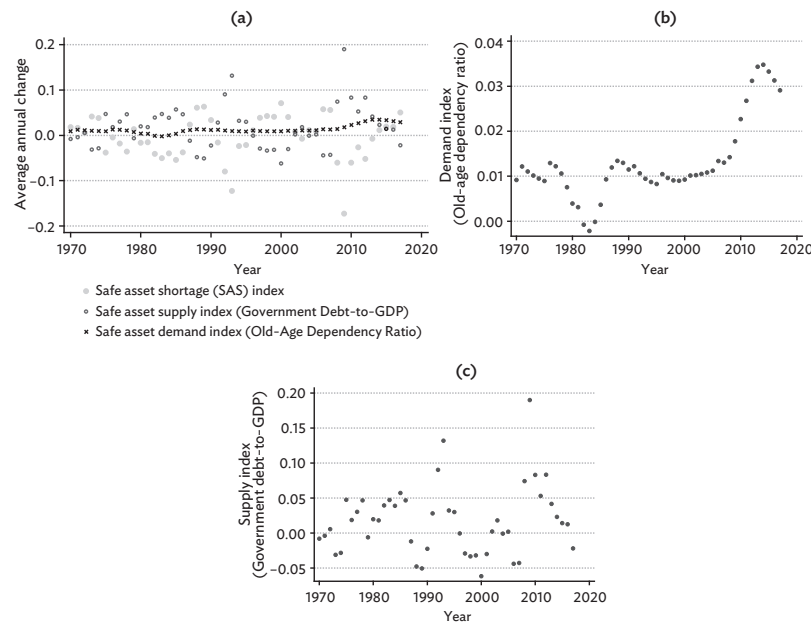 (a)
Average annual change
0.2
0.1
0.0
−0.1
−0.2
1970 1980 1990 2000 2010 2020
Year
Safe asset shortage (SAS) index
Safe asset supply index (Government Debt-to-GDP)
Safe asset demand index (Old-Age Dependency Ratio)
(b)
Demand index
(Old-age dependency ratio)
0.04
0.03
0.02
0.01
0.00
1970 1980 1990 2000 2010 2020
Year
(c)
Supply index
(Government debt-to-GDP)
0.20
0.15
0.10
0.05
0.00
−0.05
1970 1980 1990 2000 2010 2020
Year